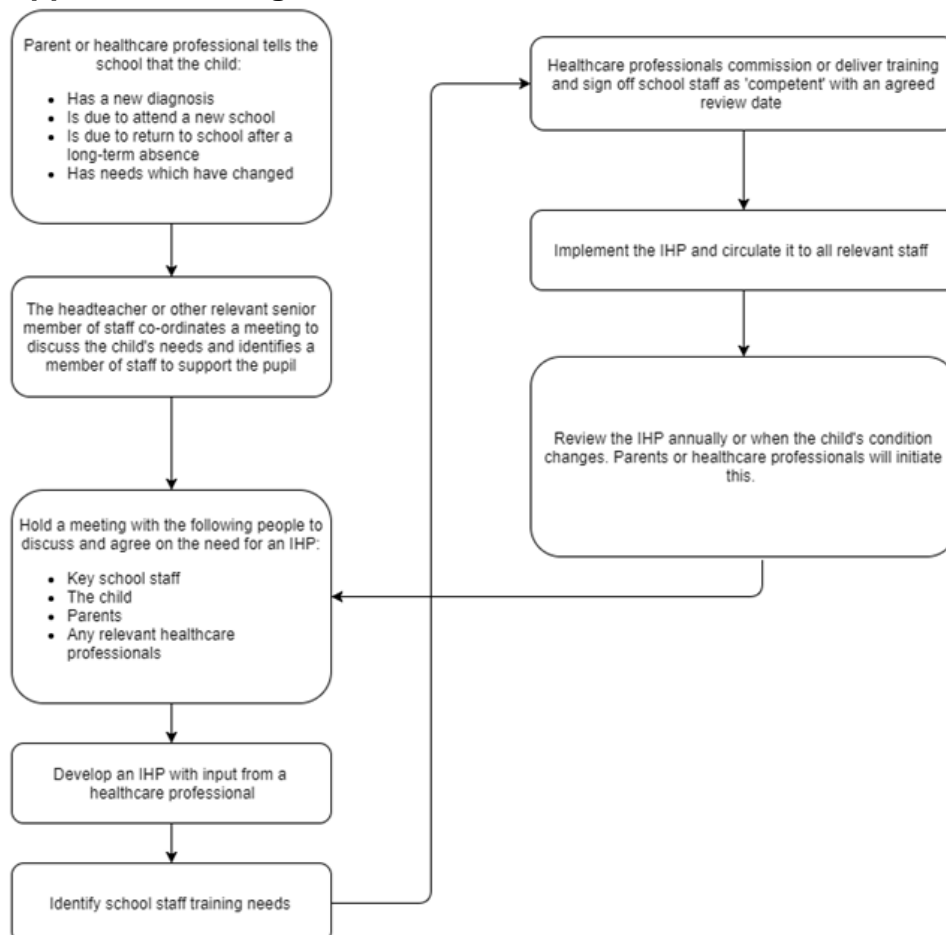 Parent or healthcare professional tells the
school that the child:
• Has a new diagnosis
• Is due to attend a new school
• Is due to return to school after a
long-term absence
• Has needs which have changed
The headteacher or other relevant senior
member of staff co-ordinates a meeting to
discuss the child's needs and identifies a
member of staff to support the pupil
Hold a meeting with the following people to
discuss and agree on the need for an IHP:
• Key school staff
• The child
• Parents
• Any relevant healthcare
professionals
Develop an IHP with input from a
healthcare professional
Identify school staff training needs
Healthcare professionals commission or deliver training
and sign off school staff as 'competent' with an agreed
review date
Implement the IHP and circulate it to all relevant staff
Review the IHP annually or when the child's condition
changes. Parents or healthcare professionals will initiate
this.